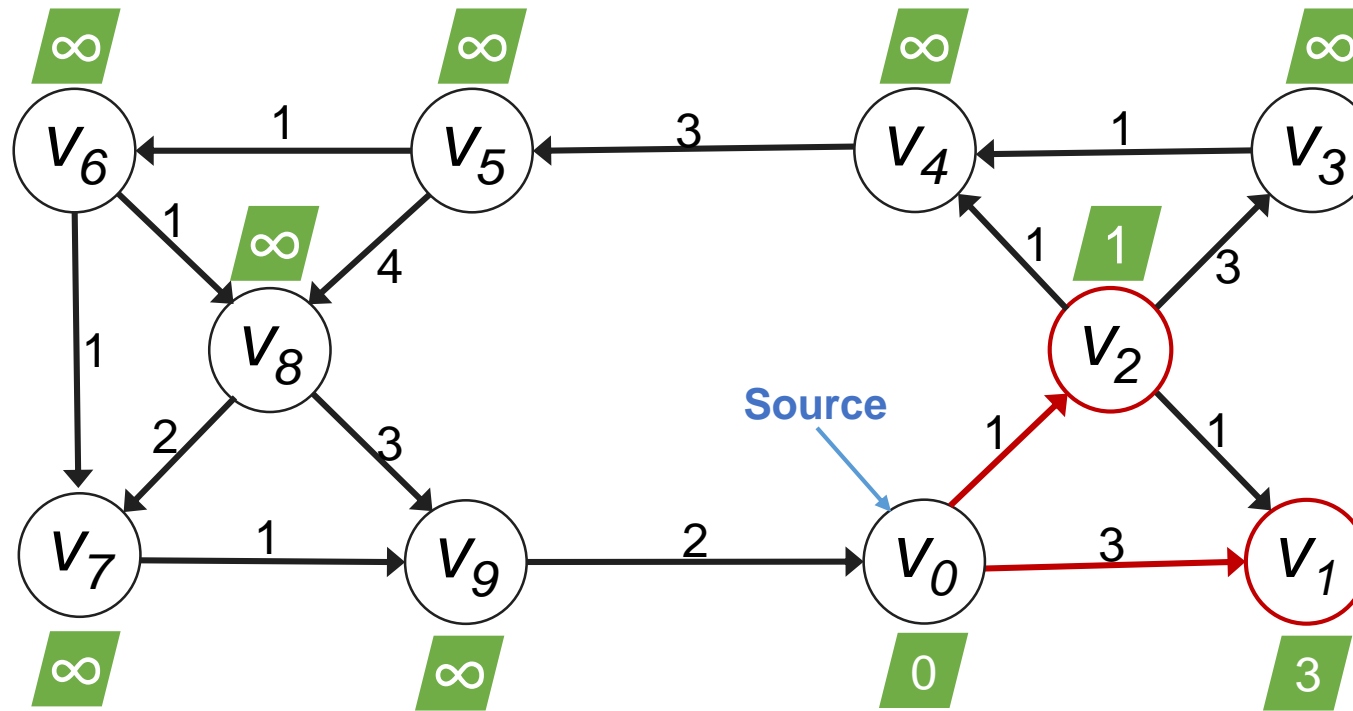 ∞ ∞ ∞ ∞
1 3 1
v6 v5 v4 v3
1 ∞ 4 1 1 3
1 v8 v2
Source
2 3 1 1
1 2 3
v7 v9 v0 v1
∞ ∞ 0 3